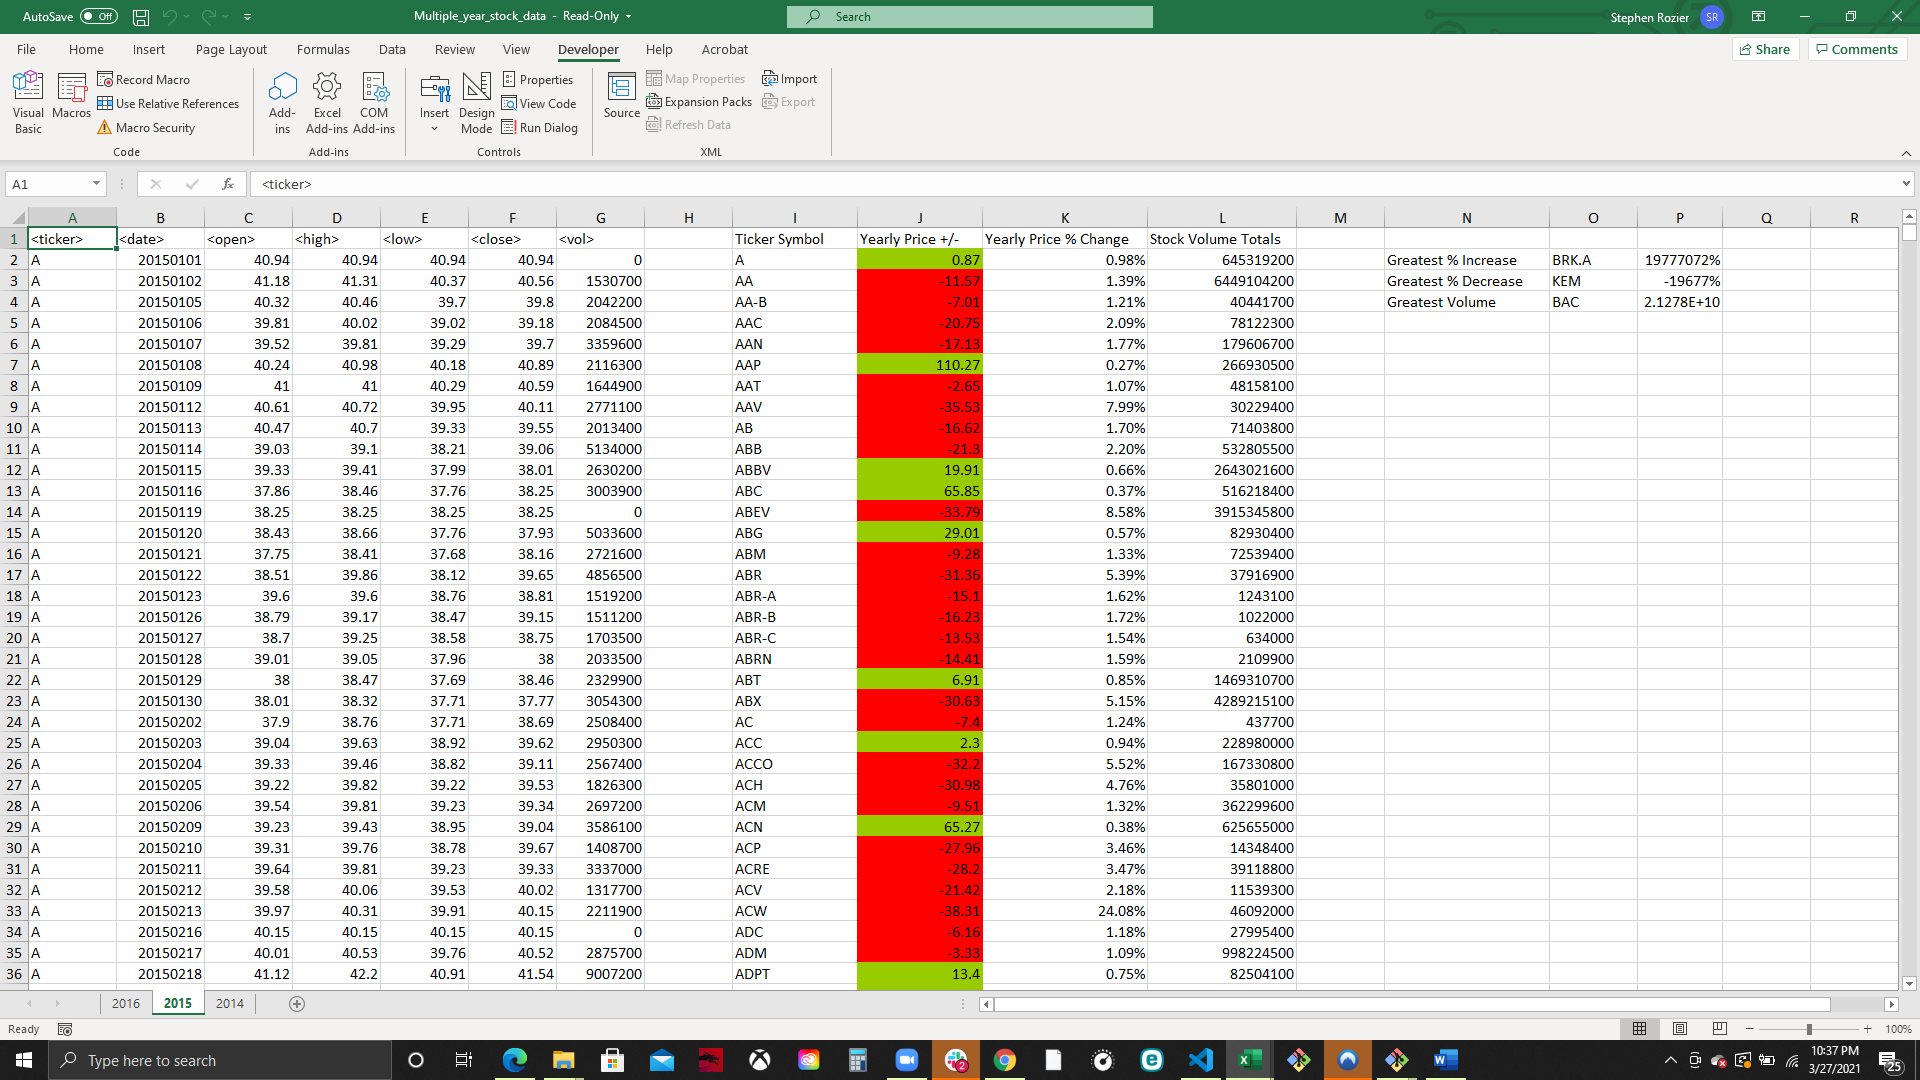 AutoSave Off Multiple_year_stock_data - Read-Only Search Stephen Rozier SR
File Home Insert Page Layout Formulas Data Review View Developer Help Acrobat Share Comments
Visual Basic Macros Record Macro Use Relative References Macro Security Add-ins Excel Add-ins COM Add-ins Insert Design Mode Properties View Code Run Dialog Source Map Properties Expansion Packs Refresh Data Import Export
Code Add-ins Controls XML
A1 fx <ticker>
A B C D E F G H I J K L M N O P Q R
1 <ticker> <date> <open> <high> <low> <close> <vol> Ticker Symbol Yearly Price +/- Yearly Price % Change Stock Volume Totals
2 A 20150101 40.94 40.94 40.94 40.94 0 A 0.87 0.98% 645319200 Greatest % Increase BRK.A 19777072%
3 A 20150102 41.18 41.31 40.37 40.56 1530700 AA -11.57 1.39% 6449104200 Greatest % Decrease KEM -19677%
4 A 20150105 40.32 40.46 39.7 39.8 2042200 AA-B -7.01 1.21% 40441700 Greatest Volume BAC 2.1278E+10
5 A 20150106 39.81 40.02 39.02 39.18 2084500 AAC -20.75 2.09% 78122300
6 A 20150107 39.52 39.81 39.29 39.7 3359600 AAN -17.13 1.77% 179606700
7 A 20150108 40.24 40.98 40.18 40.89 2116300 AAP 110.27 0.27% 266930500
8 A 20150109 41 41 40.29 40.59 1644900 AAT -2.65 1.07% 48158100
9 A 20150112 40.61 40.72 39.95 40.11 2771100 AAV -35.53 7.99% 30229400
10 A 20150113 40.47 40.7 39.33 39.55 2013400 AB -16.62 1.70% 71403800
11 A 20150114 39.03 39.1 38.21 39.06 5134000 ABB -21.3 2.20% 532805500
12 A 20150115 39.33 39.41 37.99 38.01 2630200 ABBV 19.91 0.66% 2643021600
13 A 20150116 37.86 38.46 37.76 38.25 3003900 ABC 65.85 0.37% 516218400
14 A 20150119 38.25 38.25 38.25 38.25 0 ABEV -33.79 8.58% 3915345800
15 A 20150120 38.43 38.66 37.76 37.93 5033600 ABG 29.01 0.57% 82930400
16 A 20150121 37.75 38.41 37.68 38.16 2721600 ABM -9.28 1.33% 72539400
17 A 20150122 38.51 39.86 38.12 39.65 4856500 ABR -31.36 5.39% 37916900
18 A 20150123 39.6 39.6 38.76 38.81 1519200 ABR-A -15.1 1.62% 1243100
19 A 20150126 38.79 39.17 38.47 39.15 1511200 ABR-B -16.23 1.72% 1022000
20 A 20150127 38.7 39.25 38.58 38.75 1703500 ABR-C -13.53 1.54% 634000
21 A 20150128 39.01 39.05 37.96 38 2033500 ABRN -14.41 1.59% 2109900
22 A 20150129 38 38.47 37.69 38.46 2329900 ABT 6.91 0.85% 1469310700
23 A 20150130 38.01 38.32 37.71 37.77 3054300 ABX -30.63 5.15% 4289215100
24 A 20150202 37.9 38.76 37.71 38.69 2508400 AC -7.4 1.24% 437700
25 A 20150203 39.04 39.63 38.92 39.62 2950300 ACC 2.3 0.94% 228980000
26 A 20150204 39.33 39.46 38.82 39.11 2567400 ACCO -32.2 5.52% 167330800
27 A 20150205 39.22 39.82 39.22 39.53 1826300 ACH -30.98 4.76% 35801000
28 A 20150206 39.54 39.81 39.23 39.34 2697200 ACM -9.51 1.32% 362299600
29 A 20150209 39.23 39.43 38.95 39.04 3586100 ACN 65.27 0.38% 625655000
30 A 20150210 39.31 39.76 38.78 39.67 1408700 ACP -27.96 3.46% 14348400
31 A 20150211 39.64 39.81 39.23 39.33 3337000 ACRE -28.2 3.47% 39118800
32 A 20150212 39.58 40.06 39.53 40.02 1317700 ACV -21.42 2.18% 11539300
33 A 20150213 39.97 40.31 39.91 40.15 2211900 ACW -38.31 24.08% 46092000
34 A 20150216 40.15 40.15 40.15 40.15 0 ADC -6.16 1.18% 27995400
35 A 20150217 40.01 40.53 39.76 40.52 2875700 ADM -3.33 1.09% 998224500
36 A 20150218 41.12 42.2 40.91 41.54 9007200 ADPT 13.4 0.75% 82504100
2016 2015 2014
Ready 100%
Type here to search 2 10:37 PM
3/27/2021 25